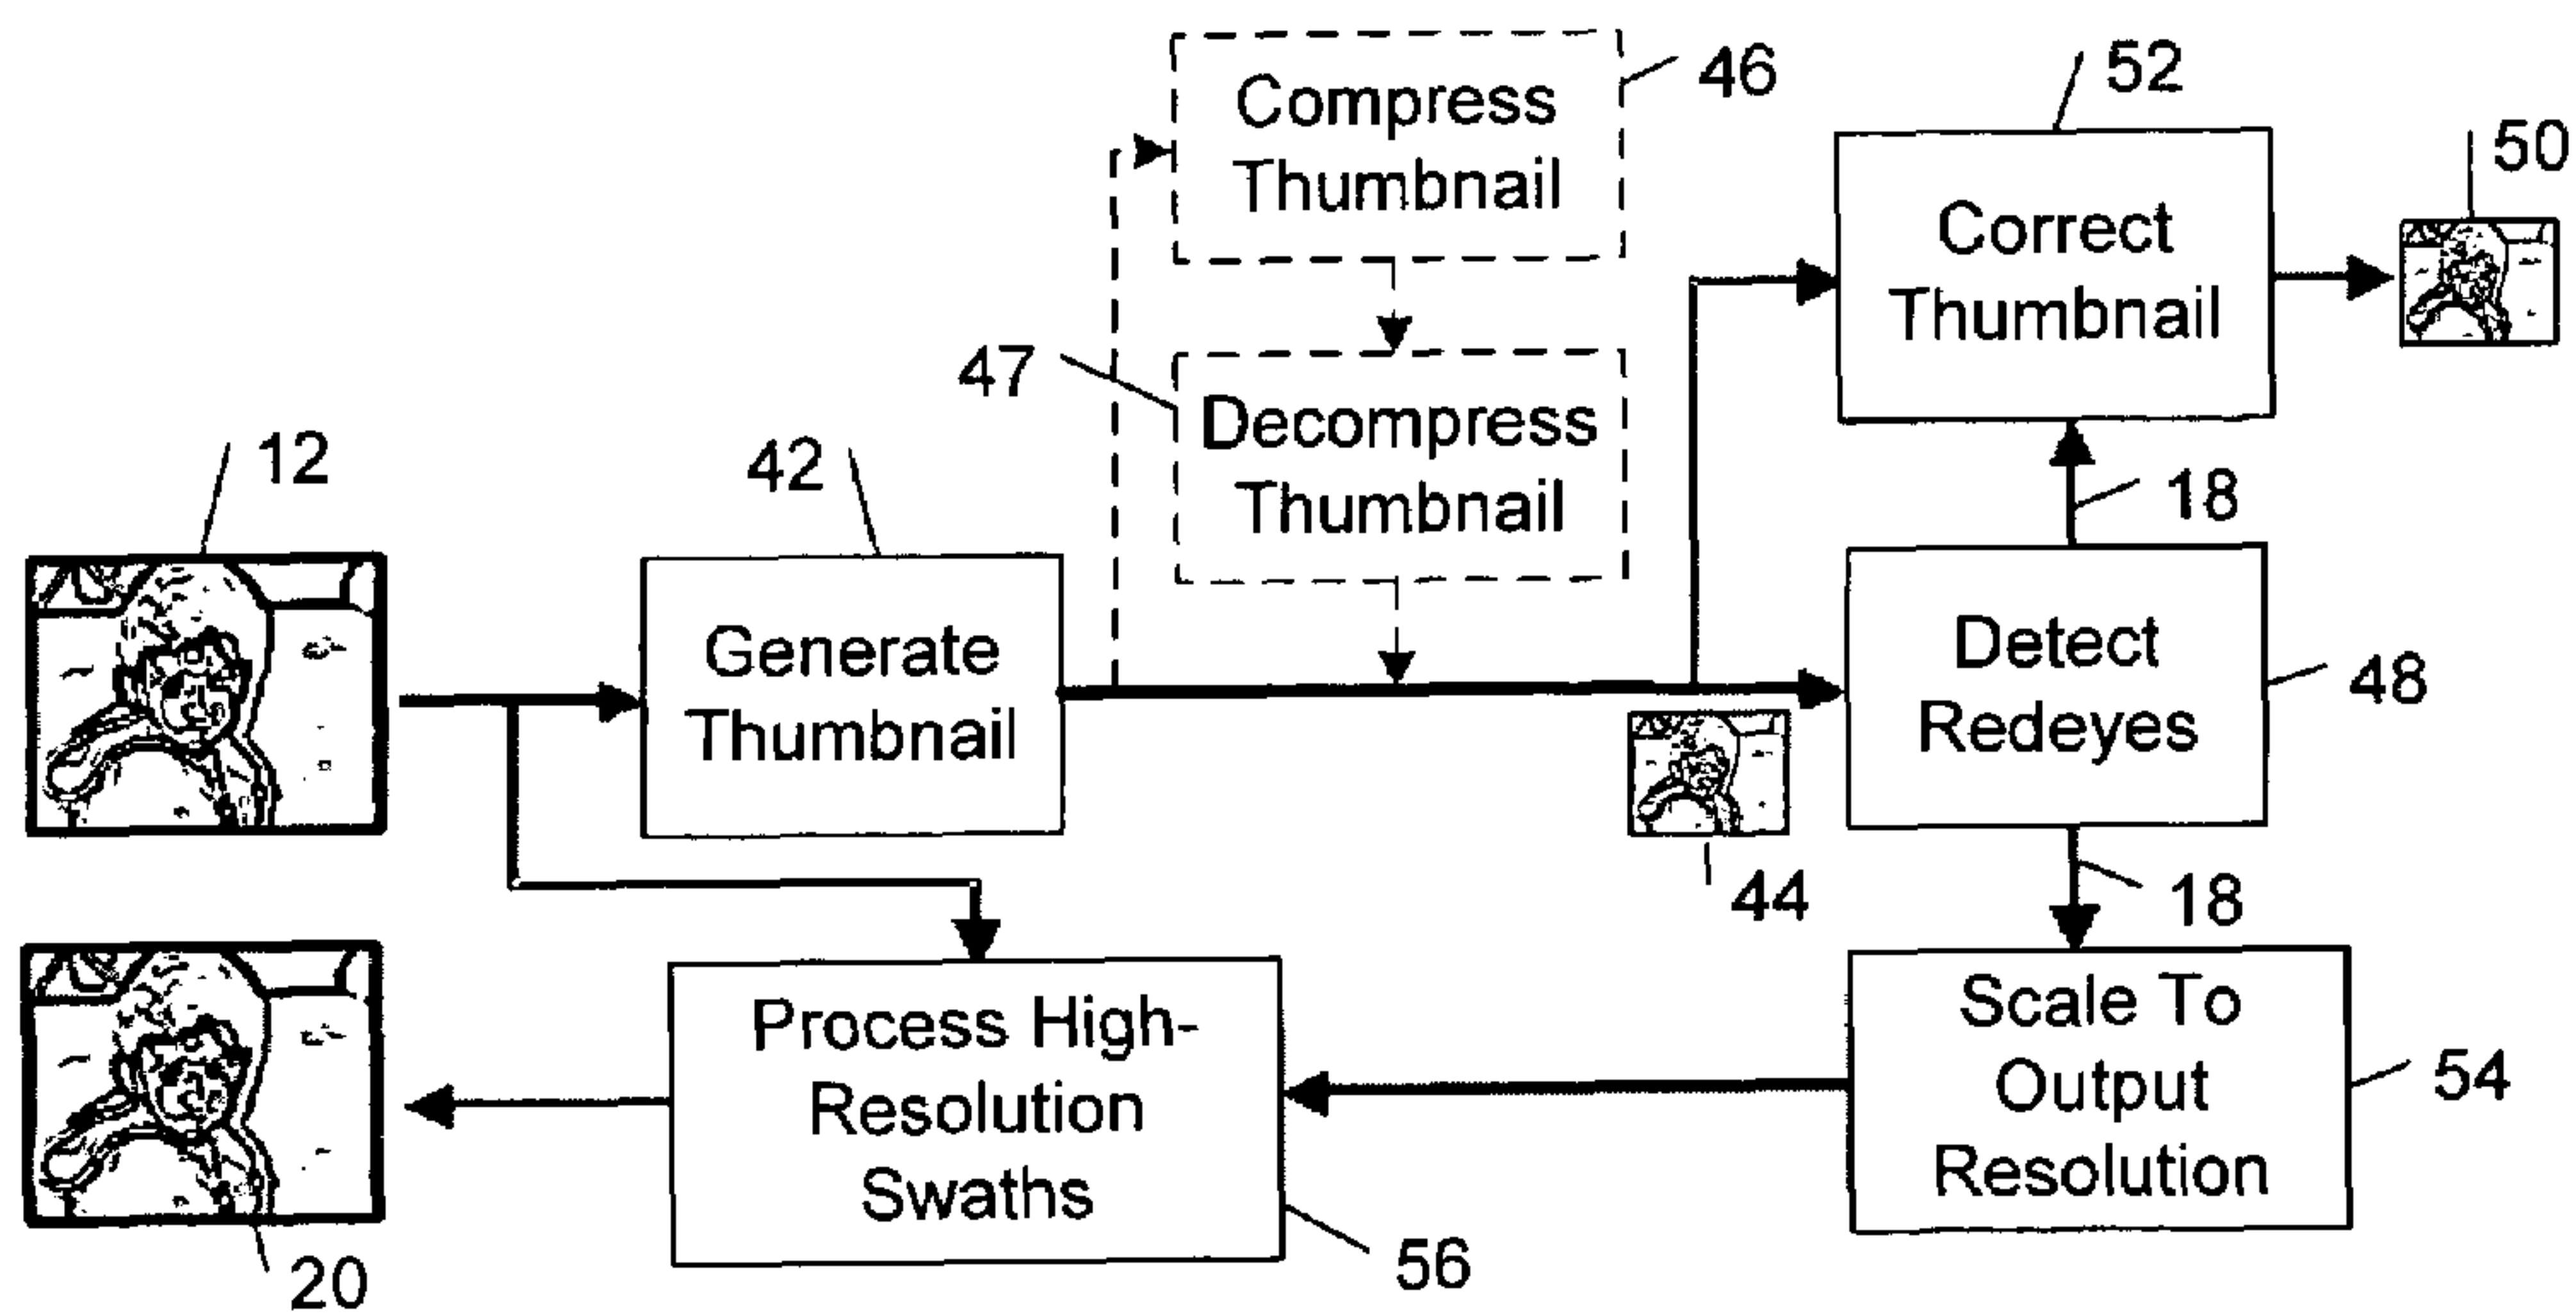 46
Compress
Thumbnail
52
50
Correct
Thumbnail
47
Decompress
Thumbnail
12
42
18
Generate
Thumbnail
Detect
Redeyes
48
44
18
Process High-
Resolution
Swaths
Scale To
Output
Resolution
54
56
20